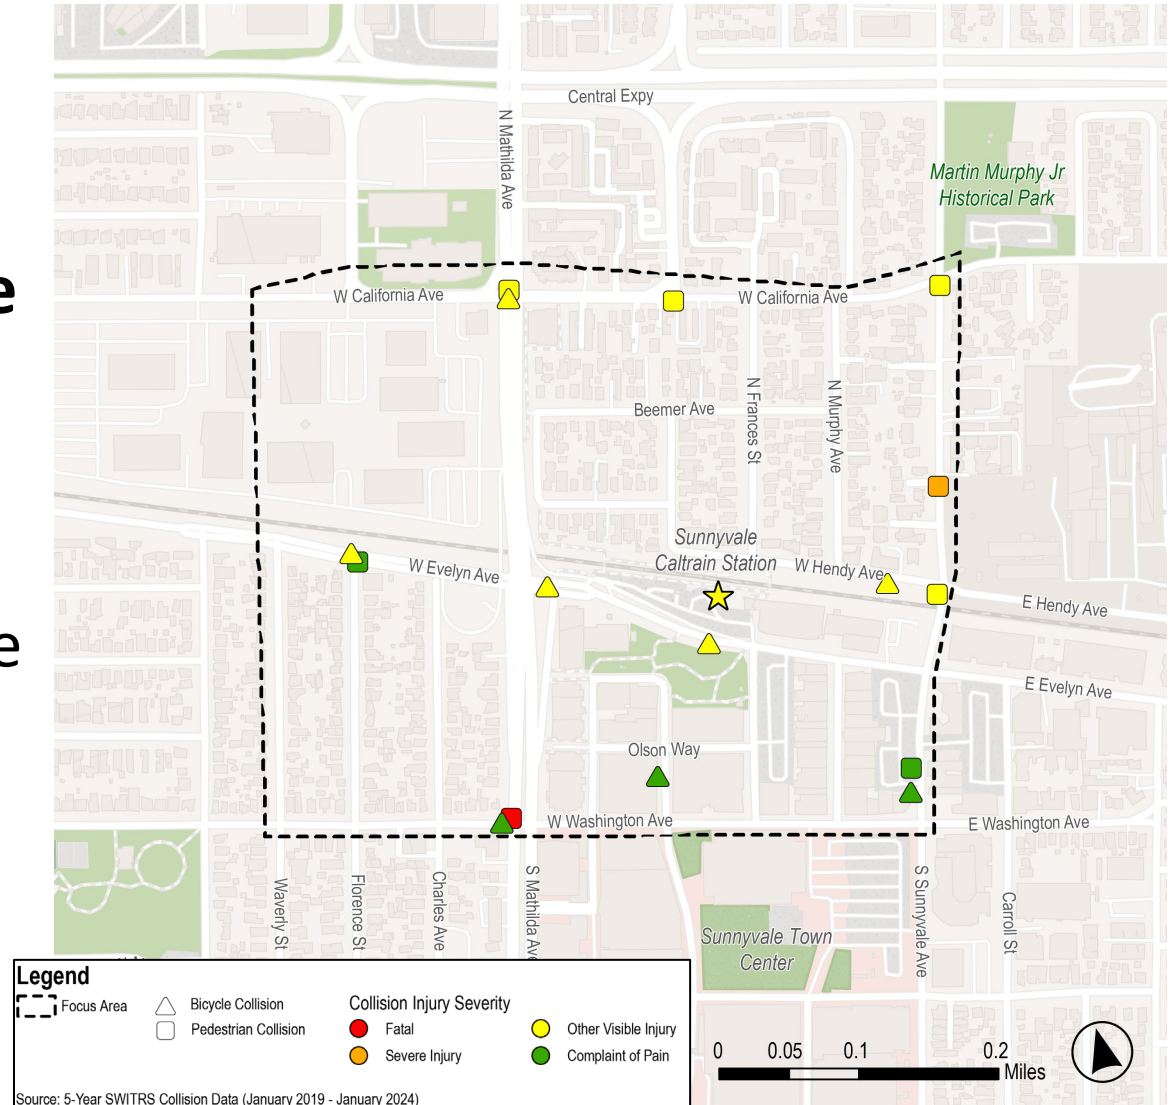 e
e
Central Expy
N Mathilda Ave
Martin Murphy Jr
Historical Park
W California Ave
W California Ave
N Frances St
N Murphy Ave
Beemer Ave
Sunnyvale
Caltrain Station
W Evelyn Ave
W Hendy Ave
E Hendy Ave
E Evelyn Ave
Olson Way
W Washington Ave
E Washington Ave
Waverly St
Florence St
Charles Ave
S Mathilda Ave
S Sunnyvale Ave
Carroll St
Sunnyvale Town
Center
Legend
Focus Area
Bicycle Collision
Pedestrian Collision
Collision Injury Severity
Fatal
Severe Injury
Other Visible Injury
Complaint of Pain
0 0.05 0.1 0.2
Miles
Source: 5-Year SWITRS Collision Data (January 2019 - January 2024)